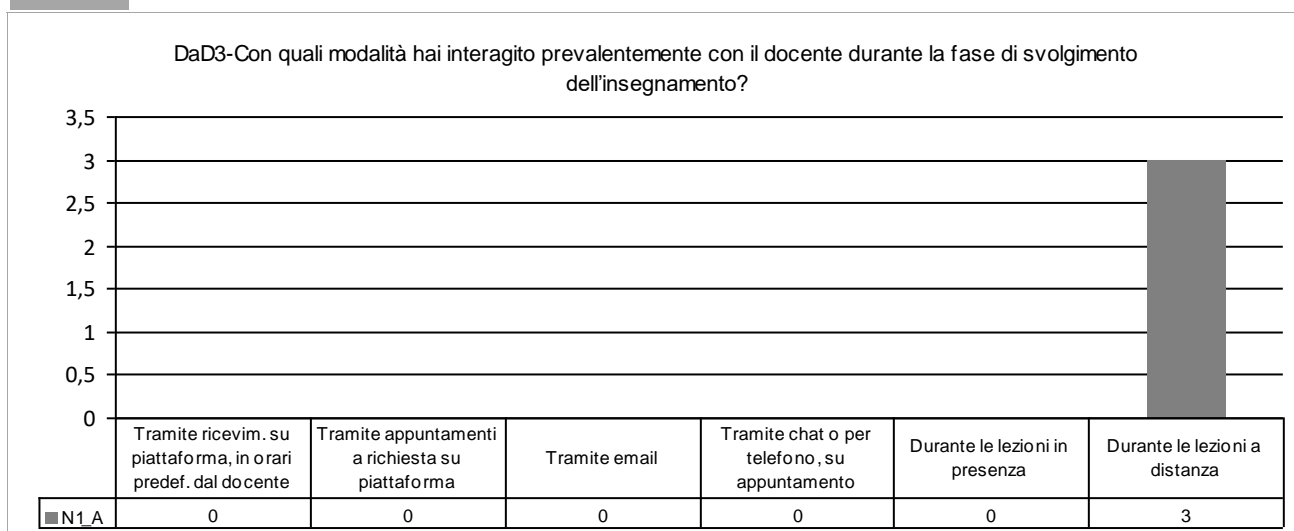 DaD3-Con quali modalità hai interagito prevalentemente con il docente durante la fase di svolgimento
dell'insegnamento?
3,5
3
2,5
2
1,5
1
0,5
0
Tramite ricevim. su
piattaforma, in orari
predef. dal docente
Tramite appuntamenti
a richiesta su
piattaforma
Tramite email
Tramite chat o per
telefono, su
appuntamento
Durante le lezioni in
presenza
Durante le lezioni a
distanza
N1_A 0 0 0 0 0 3